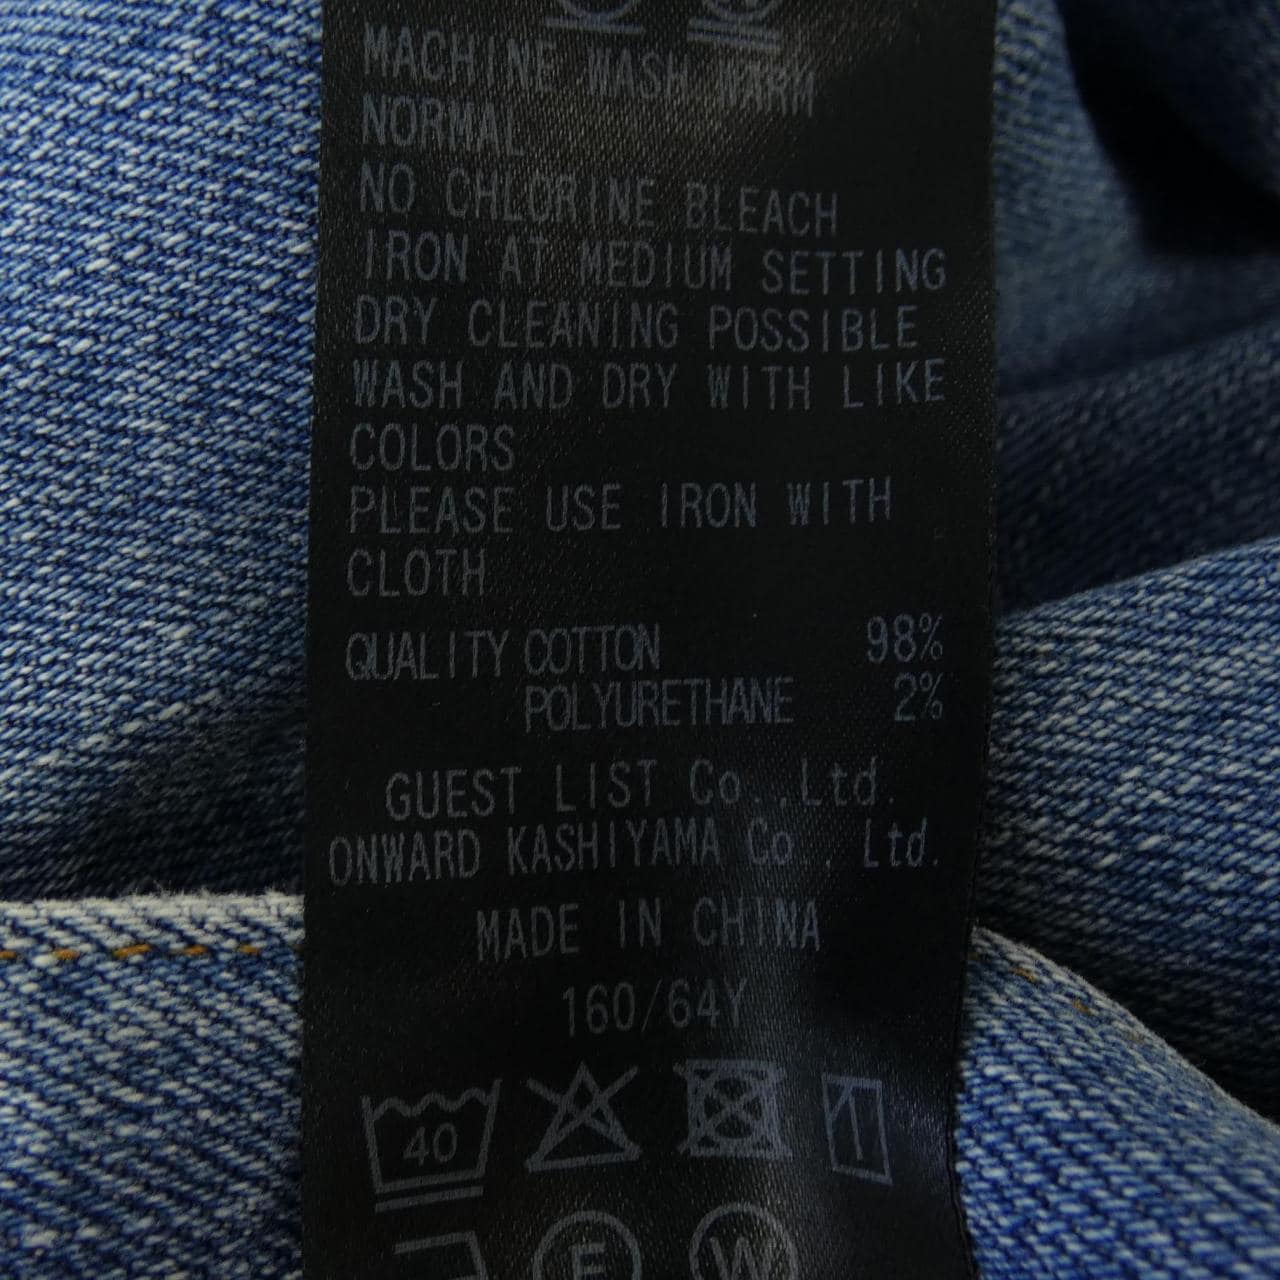 MACHINE WASH WARM
NORMAL
NO CHLORINE BLEACH
IRON AT MEDIUM SETTING
DRY CLEANING POSSIBLE
WASH AND DRY WITH LIKE
COLORS
PLEASE USE IRON WITH
CLOTH
QUALITY COTTON 98%
POLYURETHANE 2%
GUEST LIST Co.,Ltd.
ONWARD KASHIYAMA Co., Ltd.
MADE IN CHINA
160/64Y
40
F W